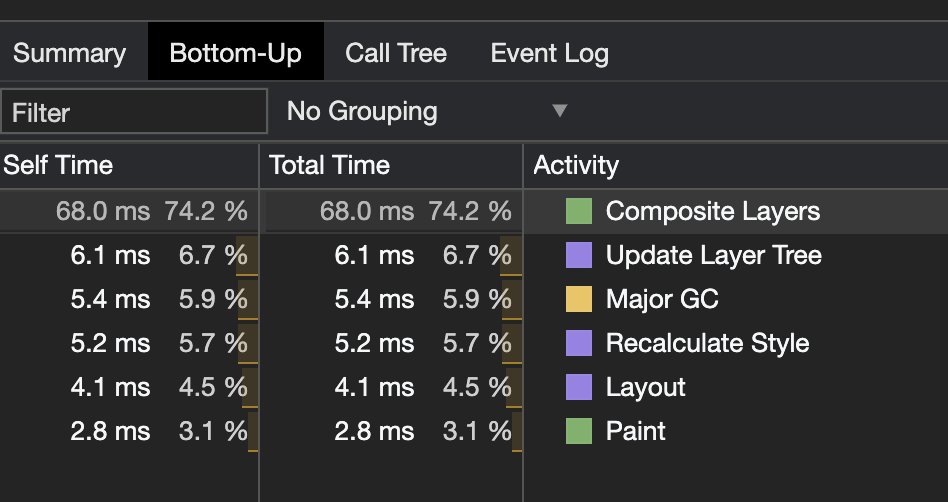 Summary Bottom-Up Call Tree Event Log
Filter No Grouping ▼
Self Time Total Time Activity
68.0 ms 74.2 % 68.0 ms 74.2 % Composite Layers
6.1 ms 6.7 % 6.1 ms 6.7 % Update Layer Tree
5.4 ms 5.9 % 5.4 ms 5.9 % Major GC
5.2 ms 5.7 % 5.2 ms 5.7 % Recalculate Style
4.1 ms 4.5 % 4.1 ms 4.5 % Layout
2.8 ms 3.1 % 2.8 ms 3.1 % Paint